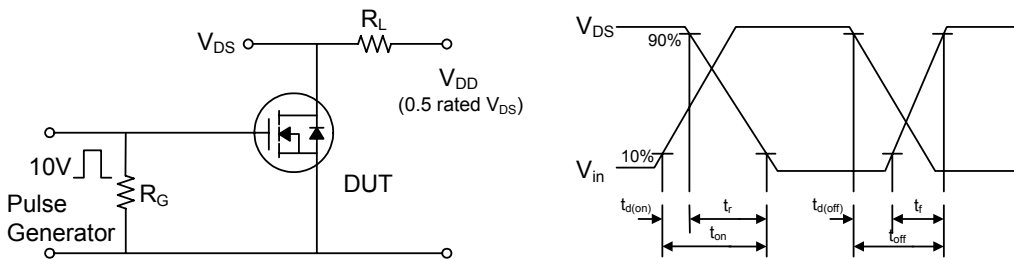 R_L
V_DS
V_DD
(0.5 rated V_DS)
10V
R_G
DUT
Pulse
Generator
V_DS
90%
10%
V_in
t_d(on)
t_r
t_on
t_d(off)
t_f
t_off